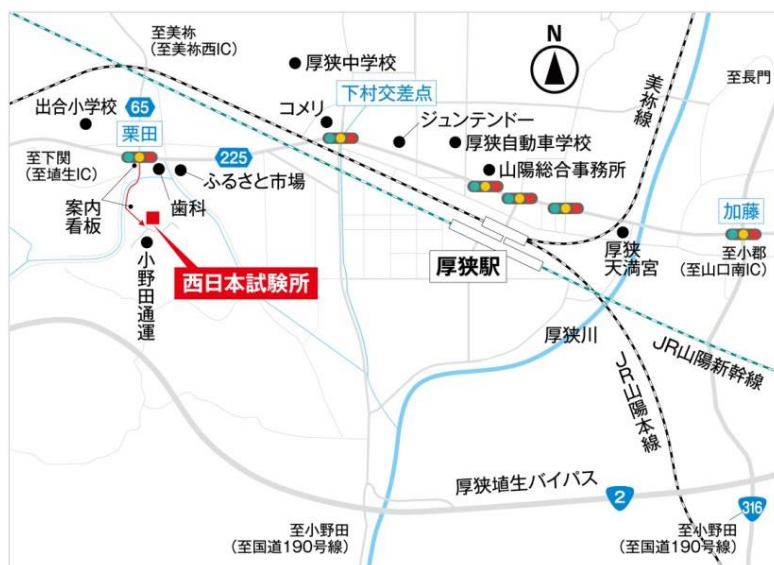 至美祢
(至美祢西IC)
厚狭中学校
N
出合小学校
65
コメリ
下村交差点
ジュンテンドー
美祢線
至長門
栗田
厚狭自動車学校
至下関
(至埴生IC)
225
山陽総合事務所
ふるさと市場
案内
看板
歯科
加藤
西日本試験所
小野田通運
厚狭駅
厚狭
天満宮
至小郡
(至山口南IC)
厚狭川
JR山陽新幹線
JR山陽本線
厚狭埴生バイパス
2
316
至小野田
(至国道190号線)
至小野田
(至国道190号線)